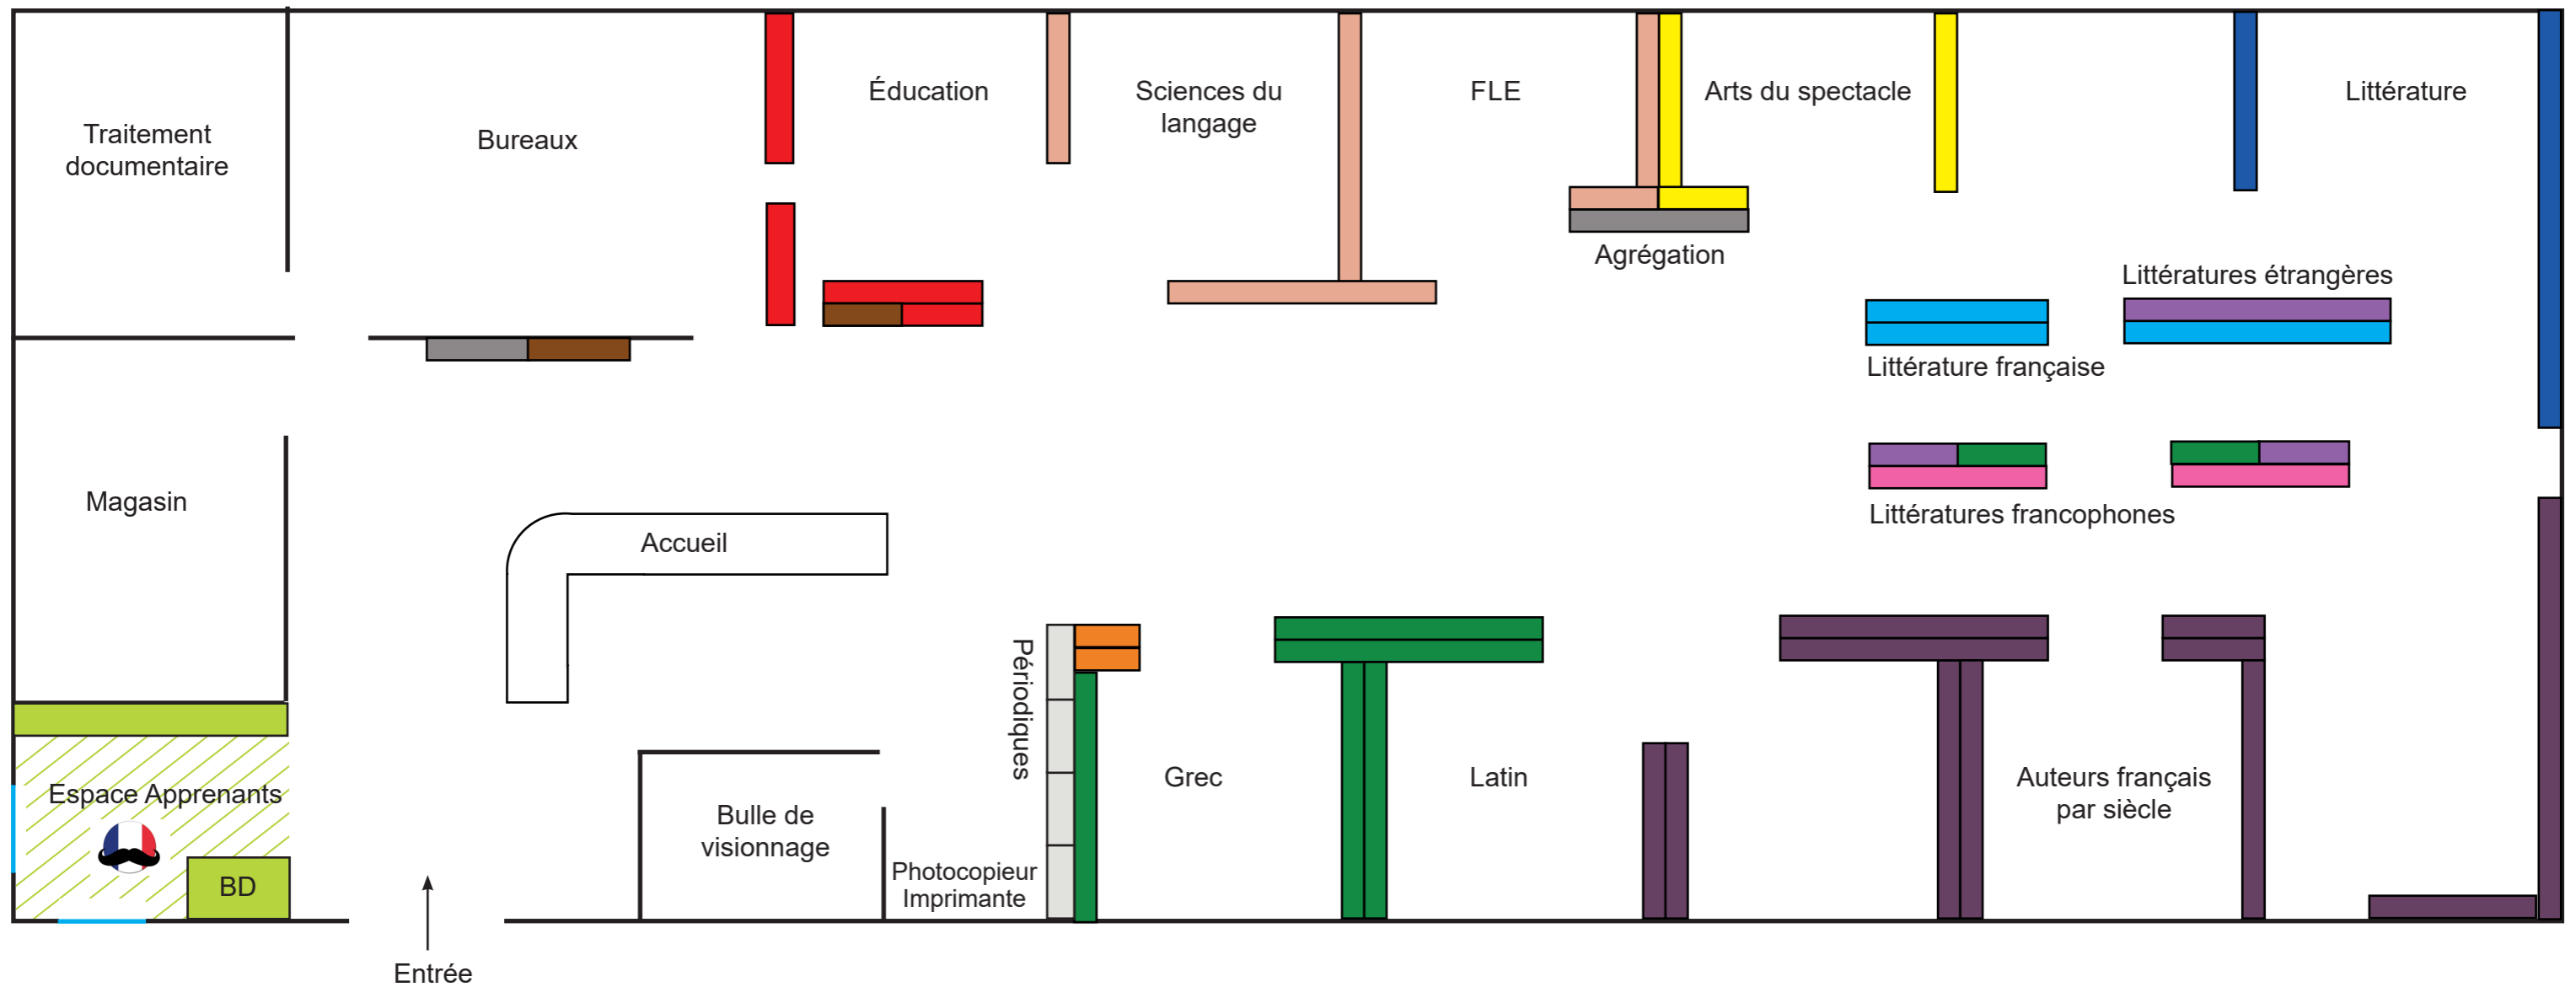 Traitement
documentaire
Bureaux
Éducation
Sciences du
langage
FLE
Arts du spectacle
Littérature
Agrégation
Littératures étrangères
Littérature française
Magasin
Accueil
Littératures francophones
Périodiques
Espace Apprenants
BD
Bulle de
visionnage
Photocopieur
Imprimante
Grec
Latin
Auteurs français
par siècle
Entrée